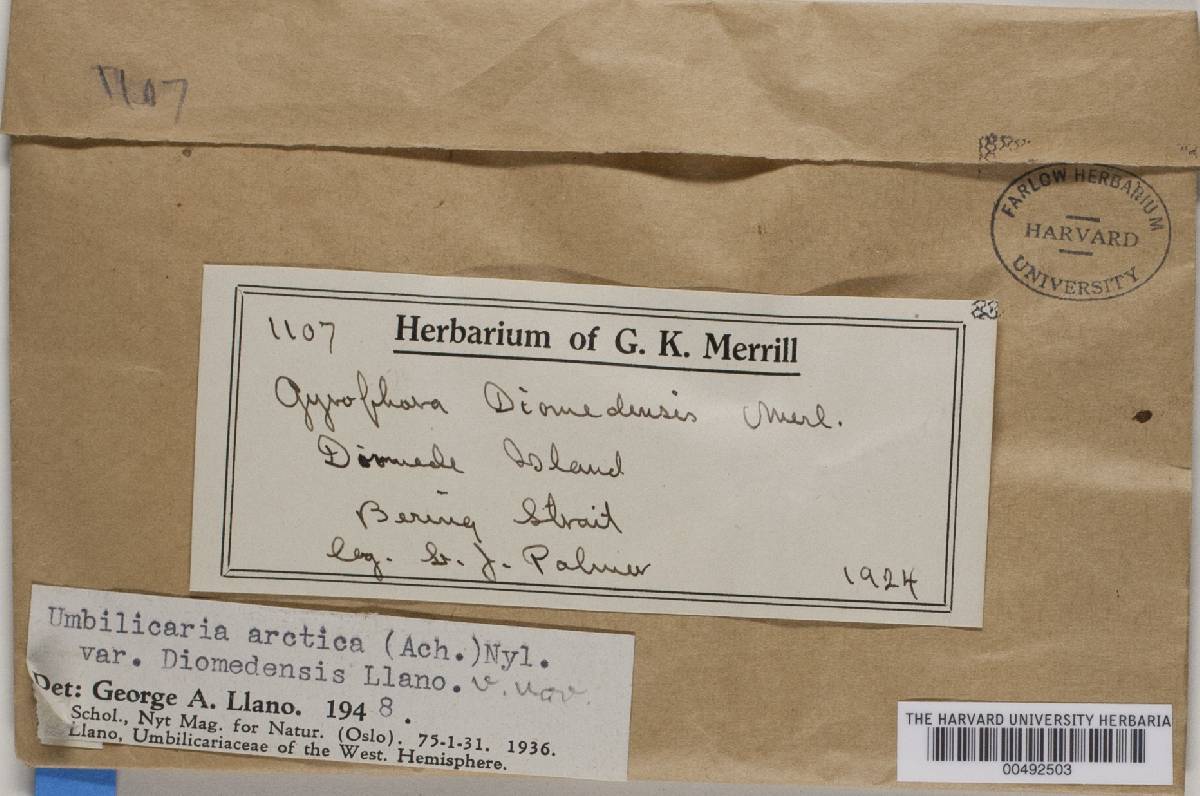 1107
FARLOW HERBARIUM
HARVARD
UNIVERSITY
1107 Herbarium of G. K. Merrill
Gyrophora Diomedensis Merl.
Diomede Island
Bering Strait
leg. L. J. Palmer 1924
Umbilicaria arctica (Ach.)Nyl.
var. Diomedensis Llano. v. nov.
Det: George A. Llano. 1948.
Schol., Nyt Mag. for Natur. (Oslo). 75-1-31. 1936.
Llano, Umbilicariaceae of the West. Hemisphere.
THE HARVARD UNIVERSITY HERBARIA
00492503